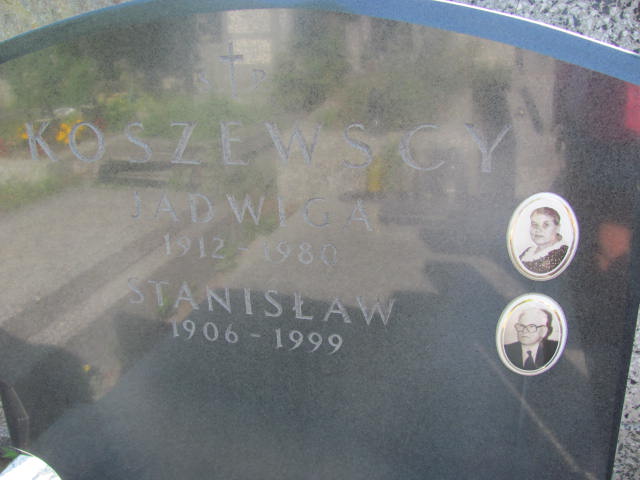 Ś P
KOSZEWSCY
JADWIGA
1912-1980
STANISŁAW
1906-1999